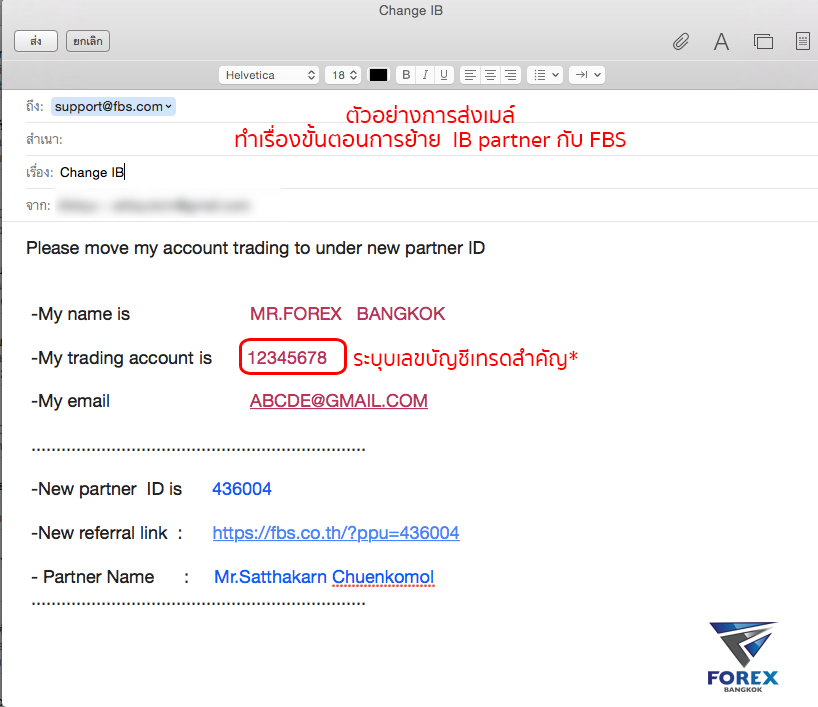 Change IB
ส่ง ยกเลิก
Helvetica 18 B I U
ถึง: support@fbs.com
ตัวอย่างการส่งเมล์
สำเนา:
ทำเรื่องขั้นตอนการย้าย IB partner กับ FBS
เรื่อง: Change IB
จาก:
Please move my account trading to under new partner ID
-My name is MR.FOREX BANGKOK
-My trading account is 12345678 ระบุบเลขบัญชีเทรดสำคัญ*
-My email ABCDE@GMAIL.COM
...................................................................
-New partner ID is 436004
-New referral link : https://fbs.co.th/?ppu=436004
- Partner Name : Mr.Satthakarn Chuenkomol
...................................................................
FOREX
BANGKOK